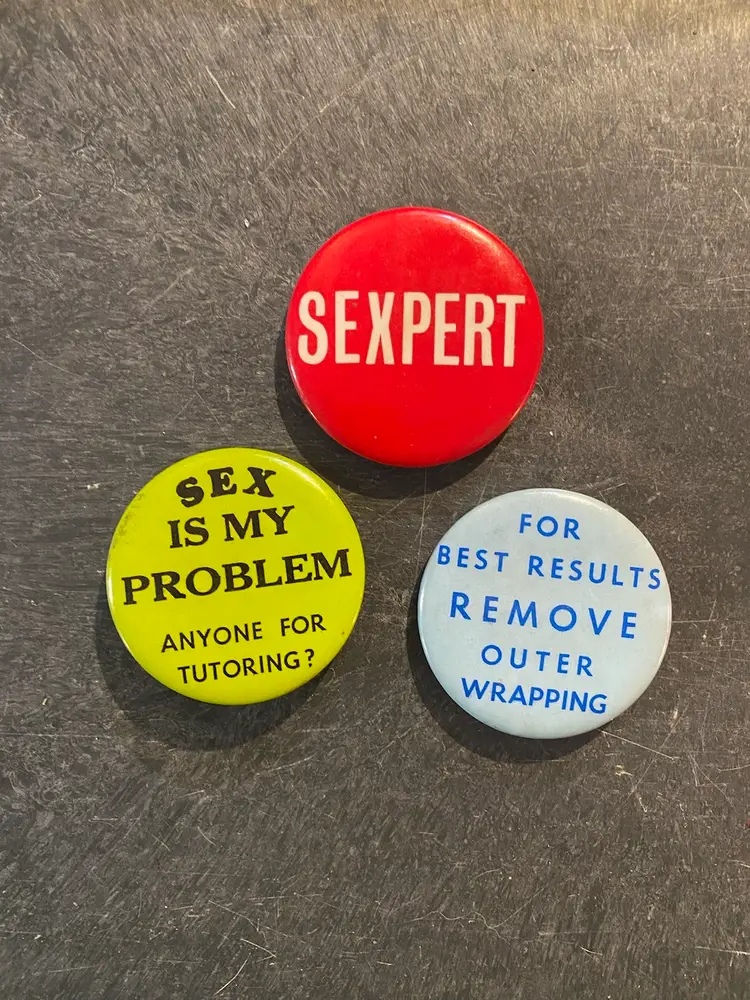 SEXPERT
SEX
IS MY
PROBLEM
ANYONE FOR
TUTORING?
FOR
BEST RESULTS
REMOVE
OUTER
WRAPPING